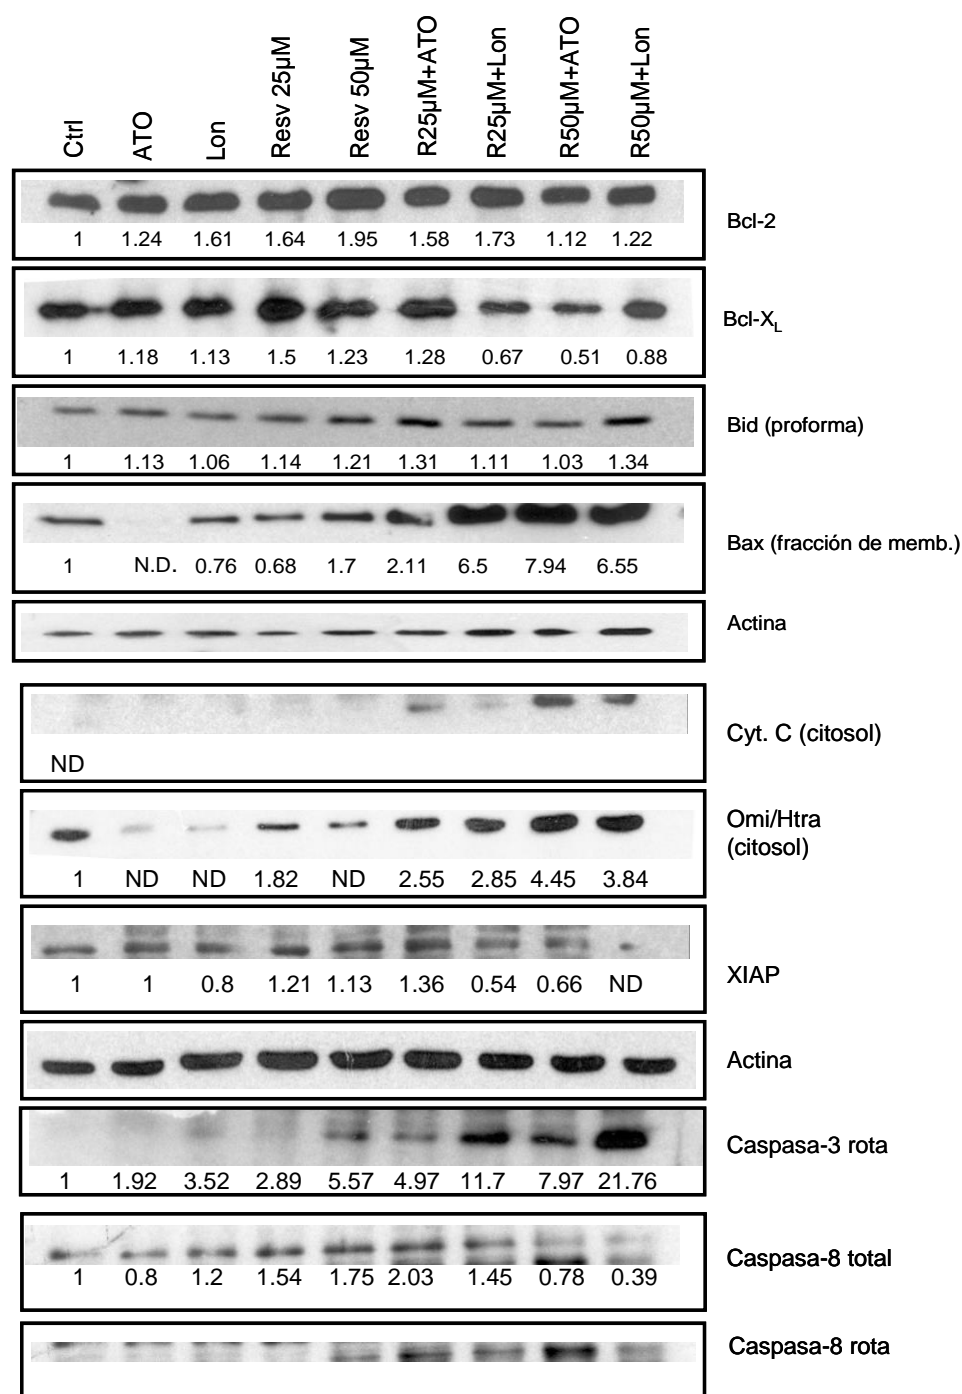 Ctrl ATO Lon Resv 25µM Resv 50µM R25µM+ATO R25µM+Lon R50µM+ATO R50µM+Lon
Bcl-2
1 1.24 1.61 1.64 1.95 1.58 1.73 1.12 1.22
Bcl-XL
1 1.18 1.13 1.5 1.23 1.28 0.67 0.51 0.88
Bid (proforma)
1 1.13 1.06 1.14 1.21 1.31 1.11 1.03 1.34
Bax (fracción de memb.)
1 N.D. 0.76 0.68 1.7 2.11 6.5 7.94 6.55
Actina
Cyt. C (citosol)
ND
Omi/Htra
(citosol)
1 ND ND 1.82 ND 2.55 2.85 4.45 3.84
XIAP
1 1 0.8 1.21 1.13 1.36 0.54 0.66 ND
Actina
Caspasa-3 rota
1 1.92 3.52 2.89 5.57 4.97 11.7 7.97 21.76
Caspasa-8 total
1 0.8 1.2 1.54 1.75 2.03 1.45 0.78 0.39
Caspasa-8 rota